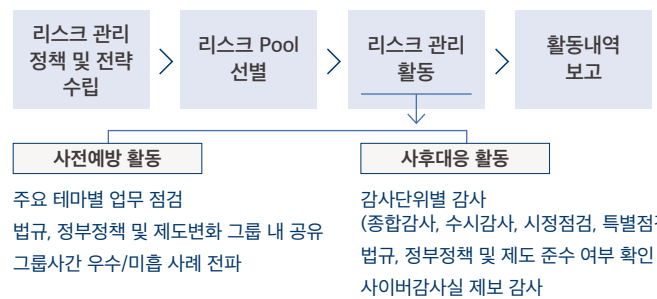 리스크 관리
정책 및 전략
수립
리스크 Pool
선별
리스크 관리
활동
활동내역
보고
사전예방 활동
주요 테마별 업무 점검
법규, 정부정책 및 제도변화 그룹 내 공유
그룹사간 우수/미흡 사례 전파
사후대응 활동
감사단위별 감사
(종합감사, 수시감사, 시정점검,
법규, 정부정책 및 제도 준수 여부 확인
사이버감사실 제보 감사